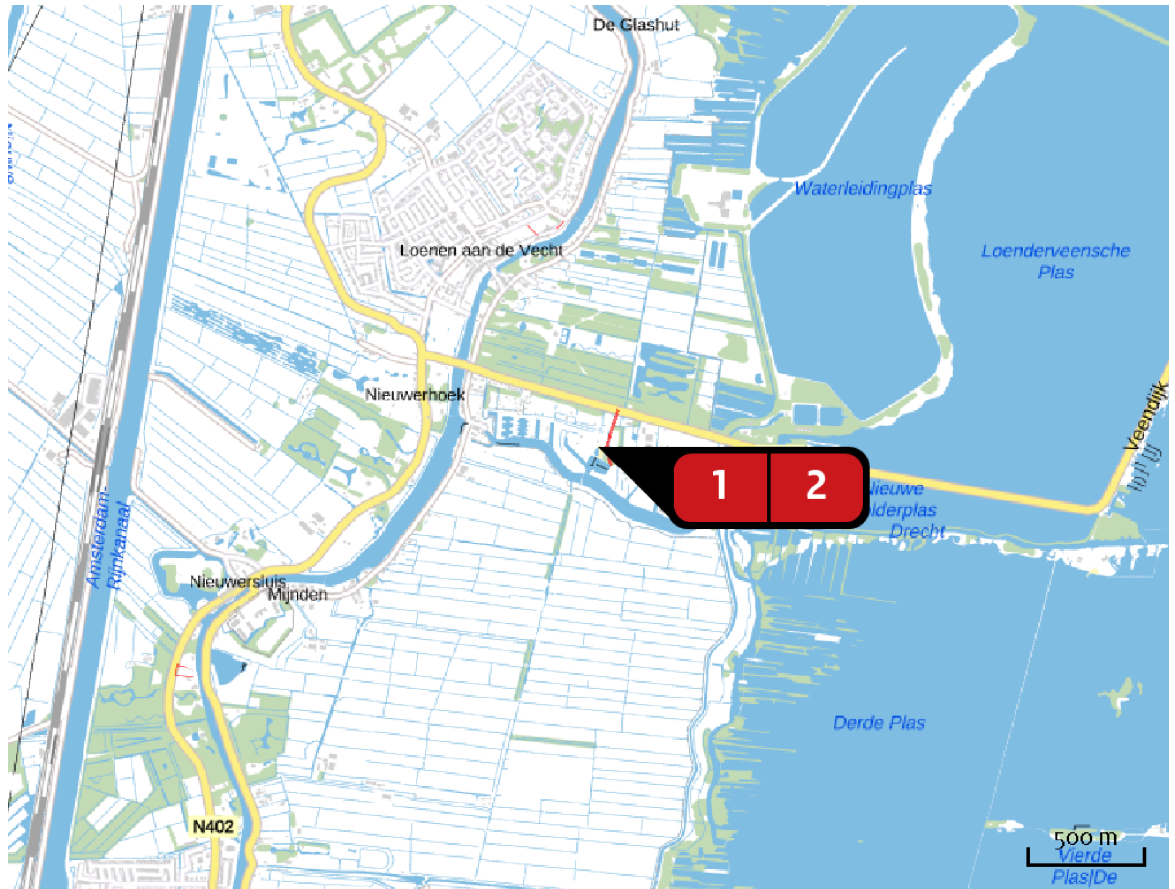 De Glashut
Waterleidingplas
Loenen aan de Vecht
Loenderveensche
Plas
Nieuwerhoek
Veendijk
1 2
Nieuwe
lderplas
Drecht
Amsterdam-
Rijnkanaal
Nieuwersluis
Mijnden
Derde Plas
N402
500 m
Vierde
Plas|De